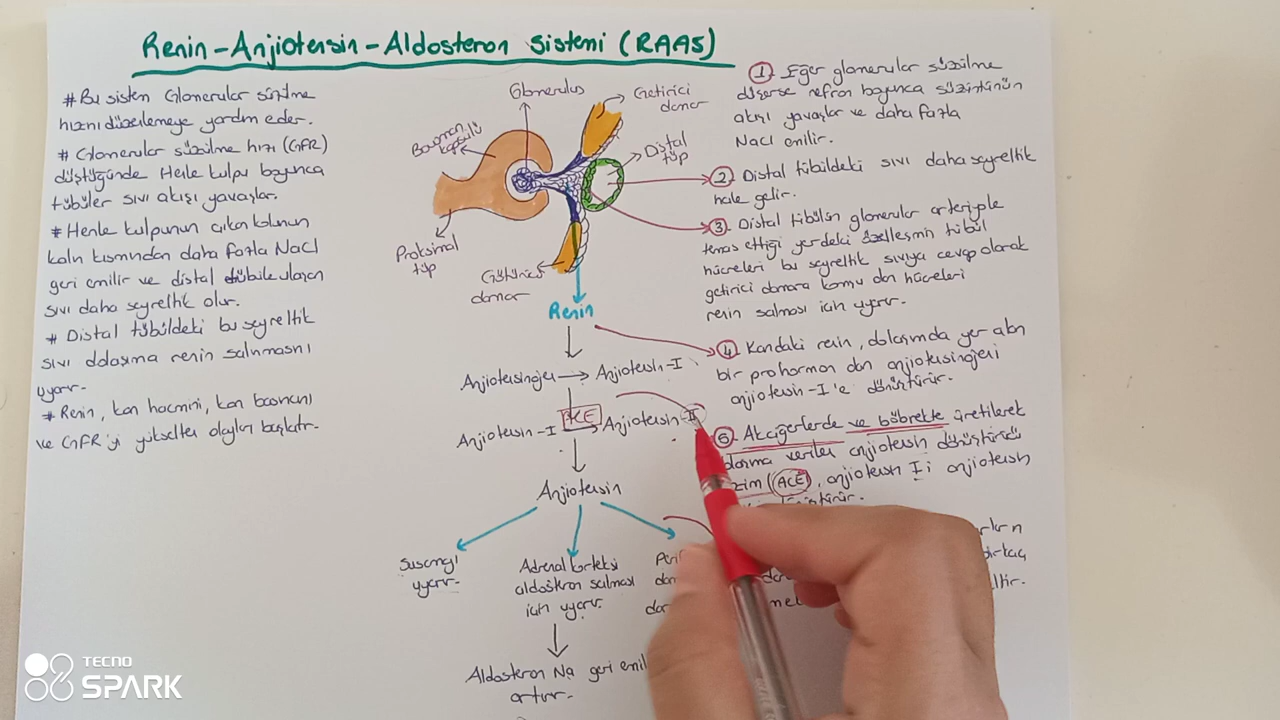 Renin-Anjiotensin-Aldosteron Sistemi (RAAS)
# Bu sistem Glomerular süzülme
hızını düzenlemeye yardım eder.
# Glomerular süzülme hızı (GFR)
düştüğünde Henle kulpu boyunca
tübüler sıvı akışı yavaşlar.
# Henle kulpunun çıkan kolunun
kalın kısmından daha fazla NaCl
geri emilir ve distal tübüle ulaşan
sıvı daha seyreltik olur.
# Distal tübüldeki bu seyreltik
sıvı dolaşıma renin salınmasını
uyarır.
# Renin, kan hacmini, kan basıncını
ve GFR'yi yükselten olayları başlatır.
Glomerulus
Getirici
damar
Bowman
kapsülü
Distal
tüp
Proksimal
tüp
Götürücü
damar
Renin
Anjiotensinojen → Anjiotensin-I
Anjiotensin-I ACE → Anjiotensin-II
Anjiotensin
Susamayı
uyarır.
Adrenal korteksi
aldosteron salması
için uyarır.
Peri
dam
dar
Aldosteron Na geri emil
artırır.
1. Eğer glomerular süzülme
düşerse nefron boyunca süzüntünün
akışı yavaşlar ve daha fazla
NaCl emilir.
2. Distal tübüldeki sıvı daha seyreltik
hale gelir.
3. Distal tübülün glomerular arteriyle
temas ettiği yerdeki özelleşmiş tübül
hücreleri bu seyreltik sıvıya cevap olarak
getirici damara komşu olan hücreleri
renin salması için uyarır.
4. Kandaki renin, dolaşımda yer alan
bir prohormon olan anjiotensinojeni
anjiotensin-I'e dönüştürür.
5. Akciğerlerde ve böbrekte üretilerek
verilen anjiotensin dönüştürücü
(ACE), anjiotensin I'i anjiotensin
TECNO
SPARK